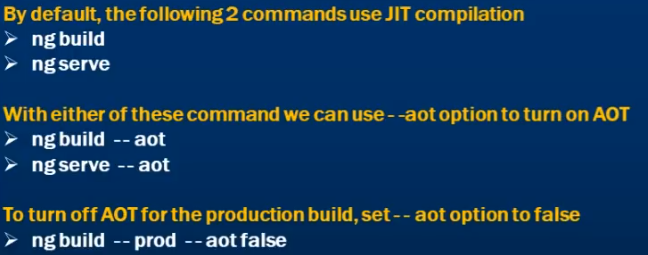 By default, the following 2 commands use JIT compilation
➢ ng build
➢ ng serve
With either of these command we can use - -aot option to turn on AOT
➢ ng build -- aot
➢ ng serve -- aot
To turn off AOT for the production build, set -- aot option to false
➢ ng build -- prod -- aot false